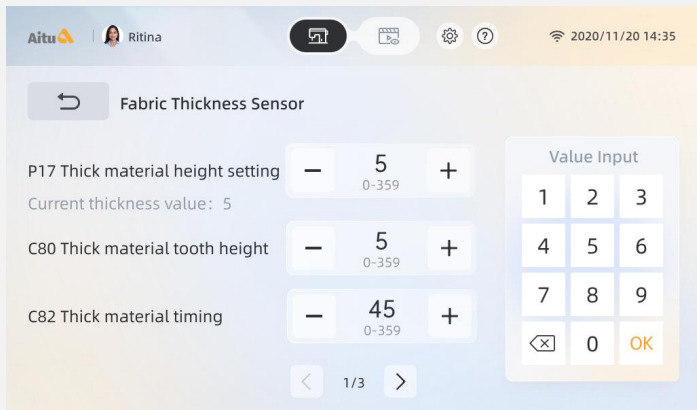 Aitu Ritina 2020/11/20 14:35
Fabric Thickness Sensor
P17 Thick material height setting
Current thickness value: 5
5
0-359
C80 Thick material tooth height
5
0-359
C82 Thick material timing
45
0-359
1/3
Value Input
1 2 3
4 5 6
7 8 9
0 OK